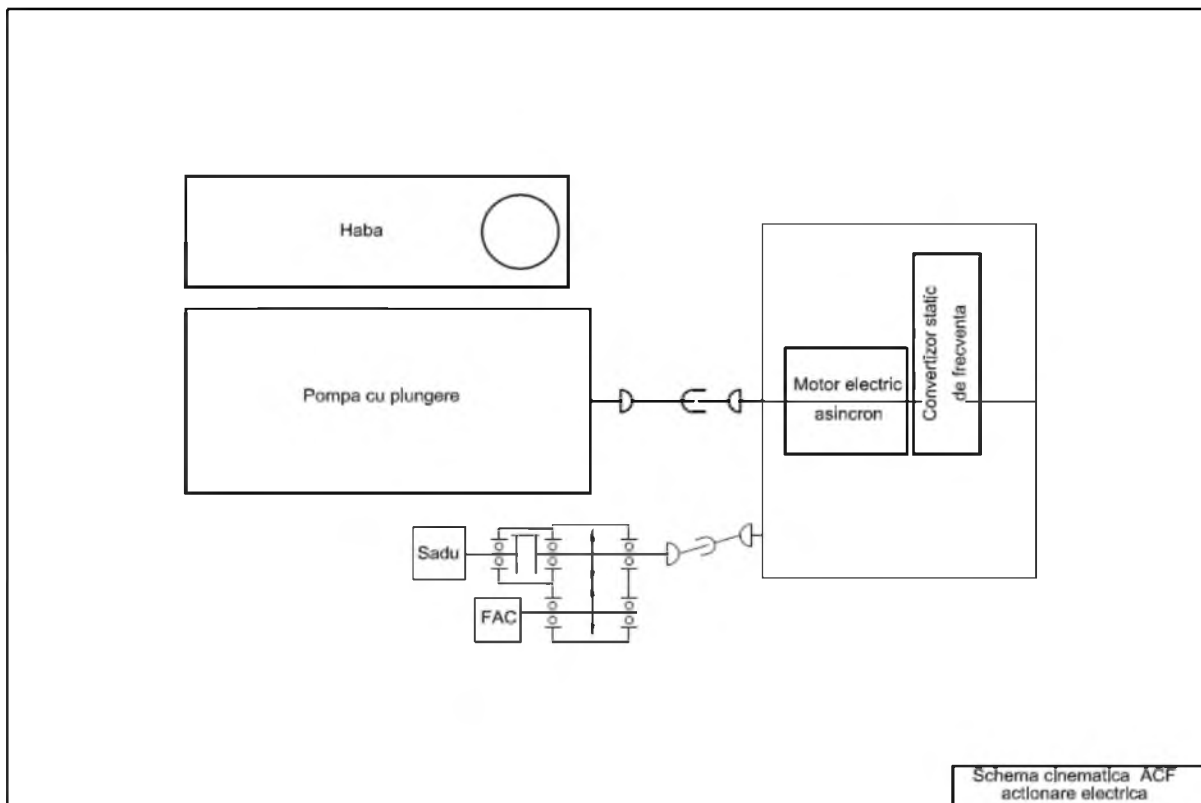 Haba
Pompa cu plungere
Motor electric
asincron
Convertizor static
de frecventa
Sadu
FAC
Schema cinematica ACF
actionare electrica